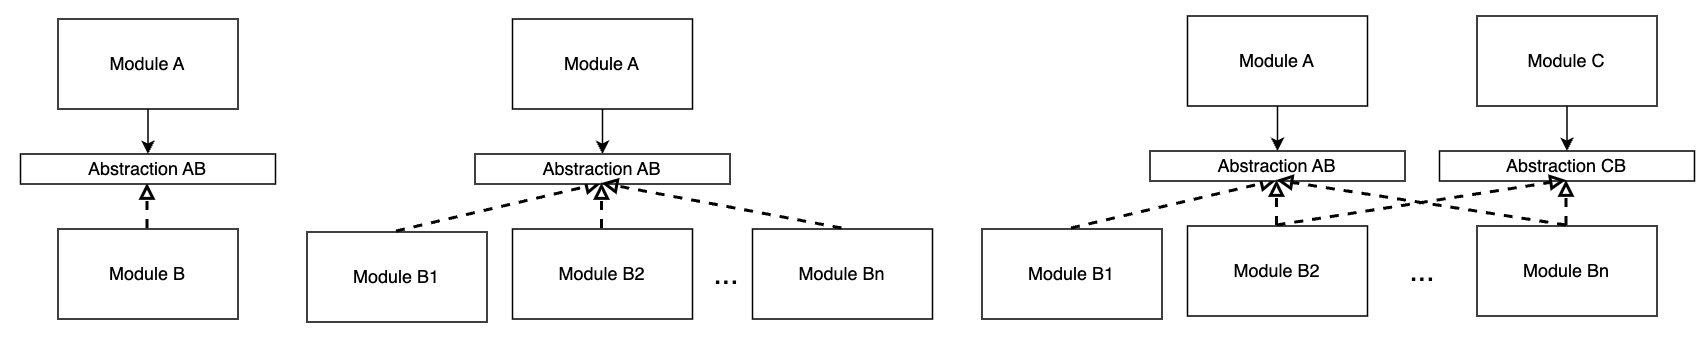 Module A
Abstraction AB
Module B
Module A
Abstraction AB
Module B1
Module B2
...
Module Bn
Module A
Module C
Abstraction AB
Abstraction CB
Module B1
Module B2
...
Module Bn